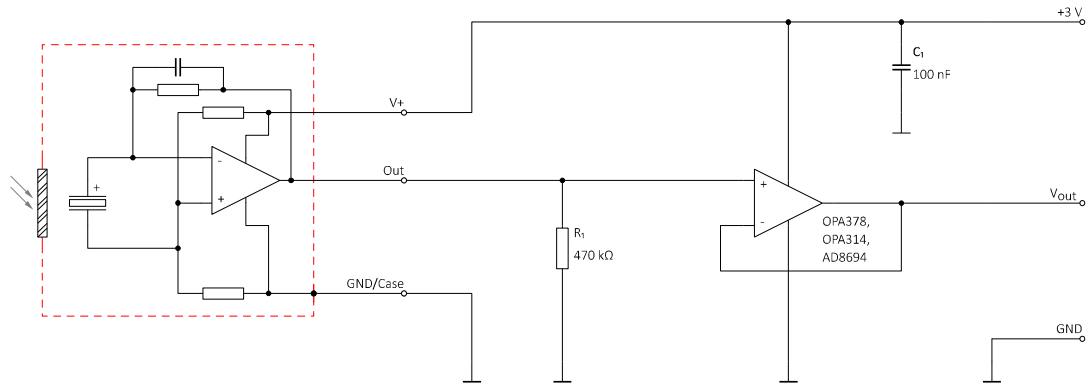 +3 V
C₁
100 nF
V+
-
+
+
Out
+
-
Vout
OPA378,
OPA314,
AD8694
R₁
470 kΩ
GND/Case
GND